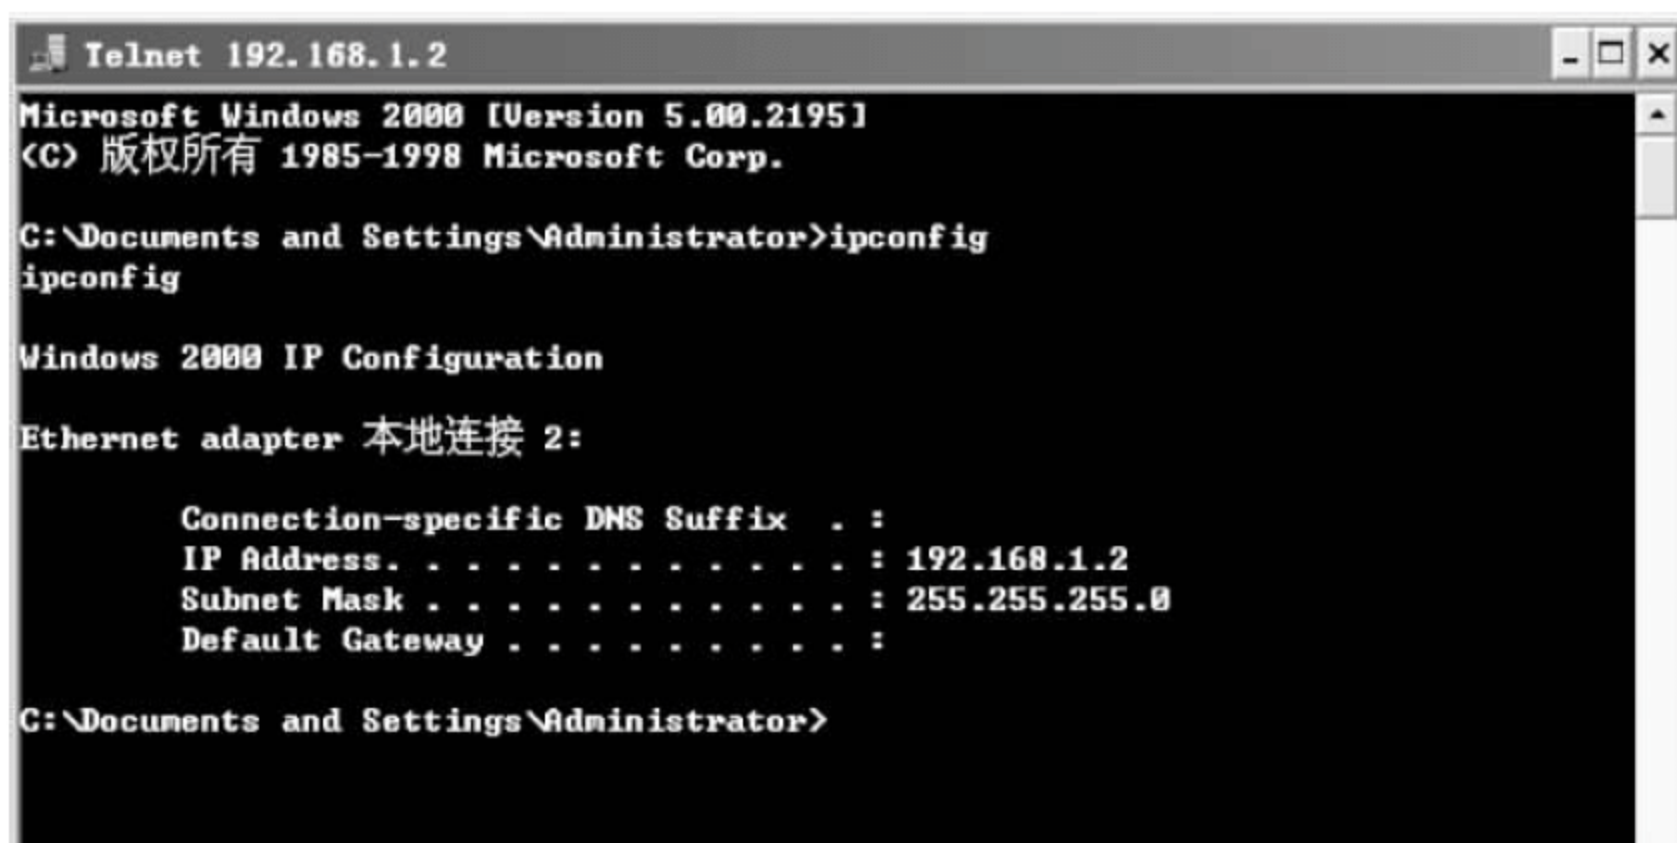 Telnet 192.168.1.2
Microsoft Windows 2000 [Version 5.00.2195]
(C) 版权所有 1985-1998 Microsoft Corp.
C:\Documents and Settings\Administrator>ipconfig
ipconfig
Windows 2000 IP Configuration
Ethernet adapter 本地连接 2:
Connection-specific DNS Suffix  . :
IP Address. . . . . . . . . . . . : 192.168.1.2
Subnet Mask . . . . . . . . . . . : 255.255.255.0
Default Gateway . . . . . . . . . :
C:\Documents and Settings\Administrator>